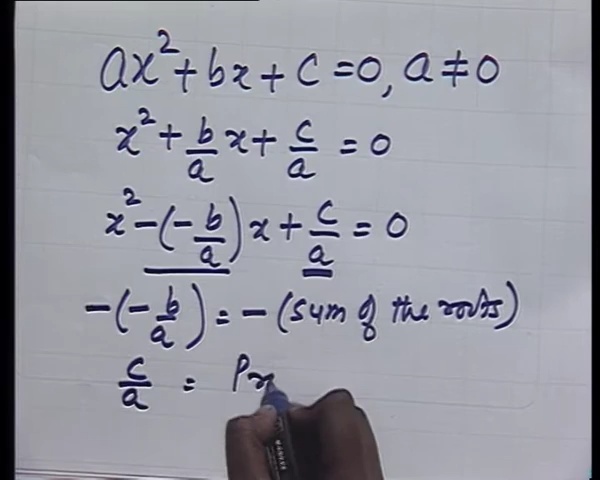 ax² + bx + c = 0, a ≠ 0
x² + b/a x + c/a = 0
x² - (-b/a) x + c/a = 0
-(-b/a) = - (sum of the roots)
c/a = Pr